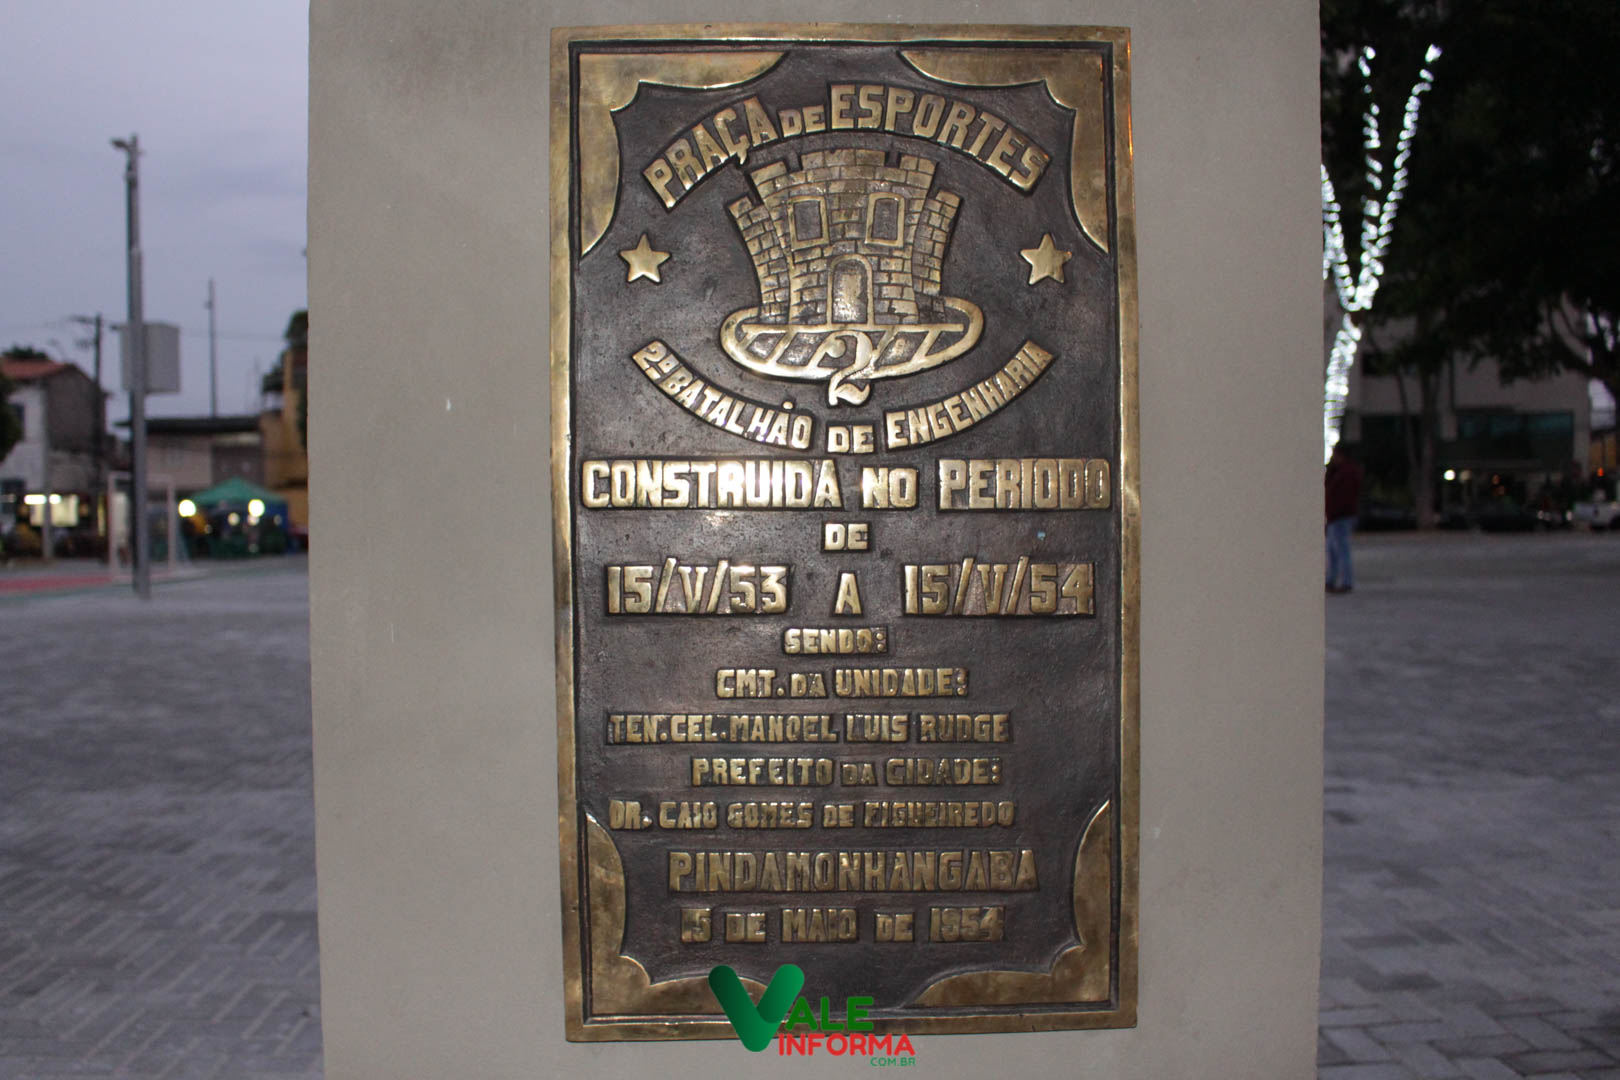 PRAÇA DE ESPORTES
2
2º BATALHÃO DE ENGENHARIA
CONSTRUIDA NO PERIODO
DE
15/V/53 A 15/V/54
SENDO:
CMT. DA UNIDADE:
TEN. CEL. MANOEL LUIS RUDGE
PREFEITO DA CIDADE:
DR. CAIO GOMES DE FIGUEIREDO
PINDAMONHANGABA
15 DE MAIO DE 1954
VALE
INFORMA
COM.BR